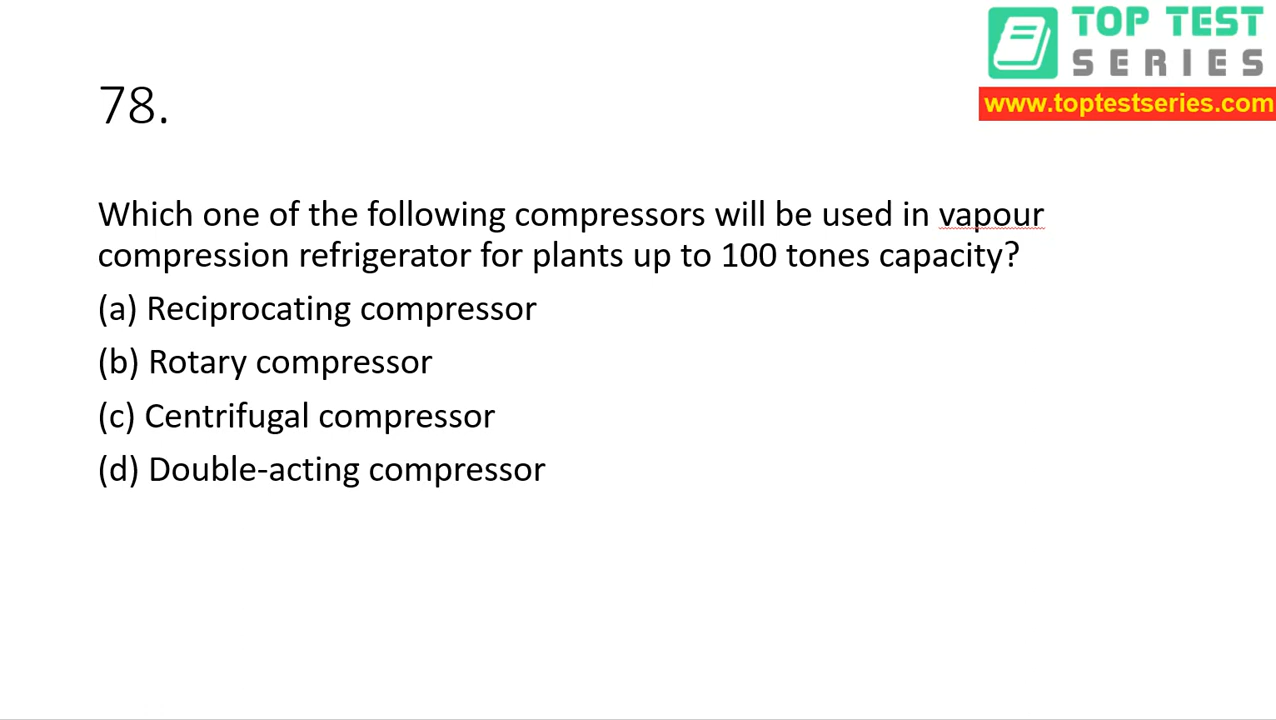 TOP TEST
SERIES
www.toptestseries.com
78.
Which one of the following compressors will be used in vapour
compression refrigerator for plants up to 100 tones capacity?
(a) Reciprocating compressor
(b) Rotary compressor
(c) Centrifugal compressor
(d) Double-acting compressor